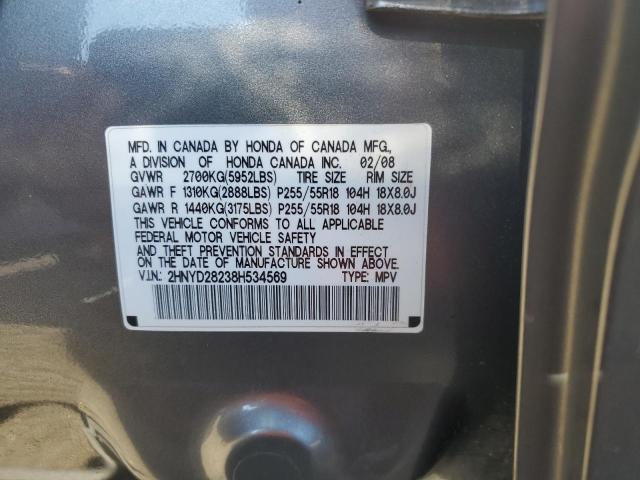 MFD. IN CANADA BY HONDA OF CANADA MFG.,
A DIVISION OF HONDA CANADA INC. 02/08
GVWR 2700KG(5952LBS) TIRE SIZE RIM SIZE
GAWR F 1310KG(2888LBS) P255/55R18 104H 18X8.0J
GAWR R 1440KG(3175LBS) P255/55R18 104H 18X8.0J
THIS VEHICLE CONFORMS TO ALL APPLICABLE
FEDERAL MOTOR VEHICLE SAFETY
AND THEFT PREVENTION STANDARDS IN EFFECT
ON THE DATE OF MANUFACTURE SHOWN ABOVE.
V.I.N.: 2HNYD28238H534569 TYPE: MPV